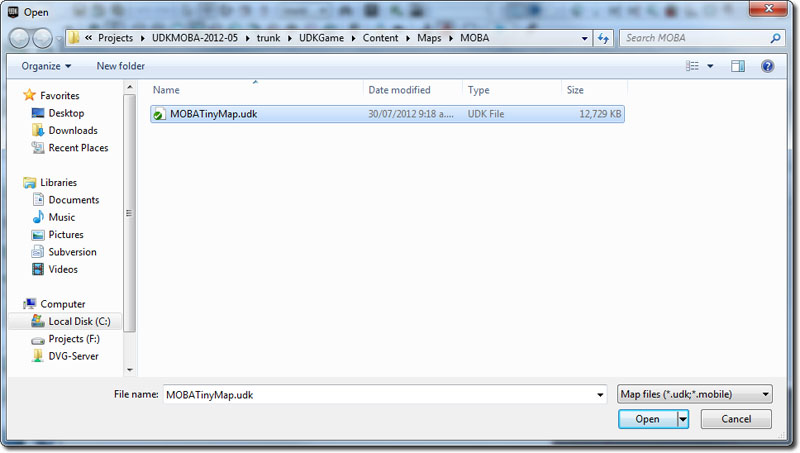 Open
« Projects UDKMOBA-2012-05 trunk UDKGame Content Maps MOBA Search MOBA
Organize New folder
Name Date modified Type Size
MOBATinyMap.udk 30/07/2012 9:18 a.... UDK File 12,729 KB
Favorites
Desktop
Downloads
Recent Places
Libraries
Documents
Music
Pictures
Subversion
Videos
Computer
Local Disk (C:)
Projects (F:)
DVG-Server
File name: MOBATinyMap.udk Map files (*.udk;*.mobile)
Open Cancel